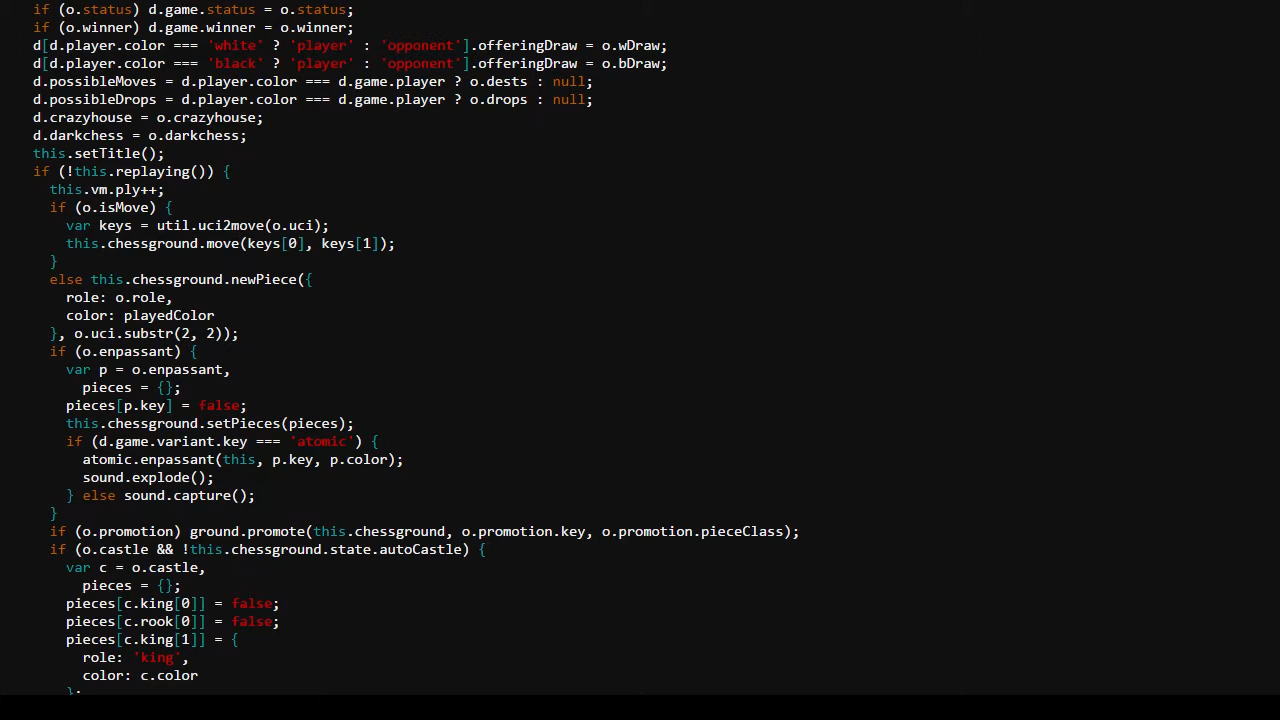 if (o.status) d.game.status = o.status;
if (o.winner) d.game.winner = o.winner;
d[d.player.color === 'white' ? 'player' : 'opponent'].offeringDraw = o.wDraw;
d[d.player.color === 'black' ? 'player' : 'opponent'].offeringDraw = o.bDraw;
d.possibleMoves = d.player.color === d.game.player ? o.dests : null;
d.possibleDrops = d.player.color === d.game.player ? o.drops : null;
d.crazyhouse = o.crazyhouse;
d.darkchess = o.darkchess;
this.setTitle();
if (!this.replaying()) {
this.vm.ply++;
if (o.isMove) {
var keys = util.uci2move(o.uci);
this.chessground.move(keys[0], keys[1]);
}
else this.chessground.newPiece({
role: o.role,
color: playedColor
}, o.uci.substr(2, 2));
if (o.enpassant) {
var p = o.enpassant,
pieces = {};
pieces[p.key] = false;
this.chessground.setPieces(pieces);
if (d.game.variant.key === 'atomic') {
atomic.enpassant(this, p.key, p.color);
sound.explode();
} else sound.capture();
}
if (o.promotion) ground.promote(this.chessground, o.promotion.key, o.promotion.pieceClass);
if (o.castle && !this.chessground.state.autoCastle) {
var c = o.castle,
pieces = {};
pieces[c.king[0]] = false;
pieces[c.rook[0]] = false;
pieces[c.king[1]] = {
role: 'king',
color: c.color
};